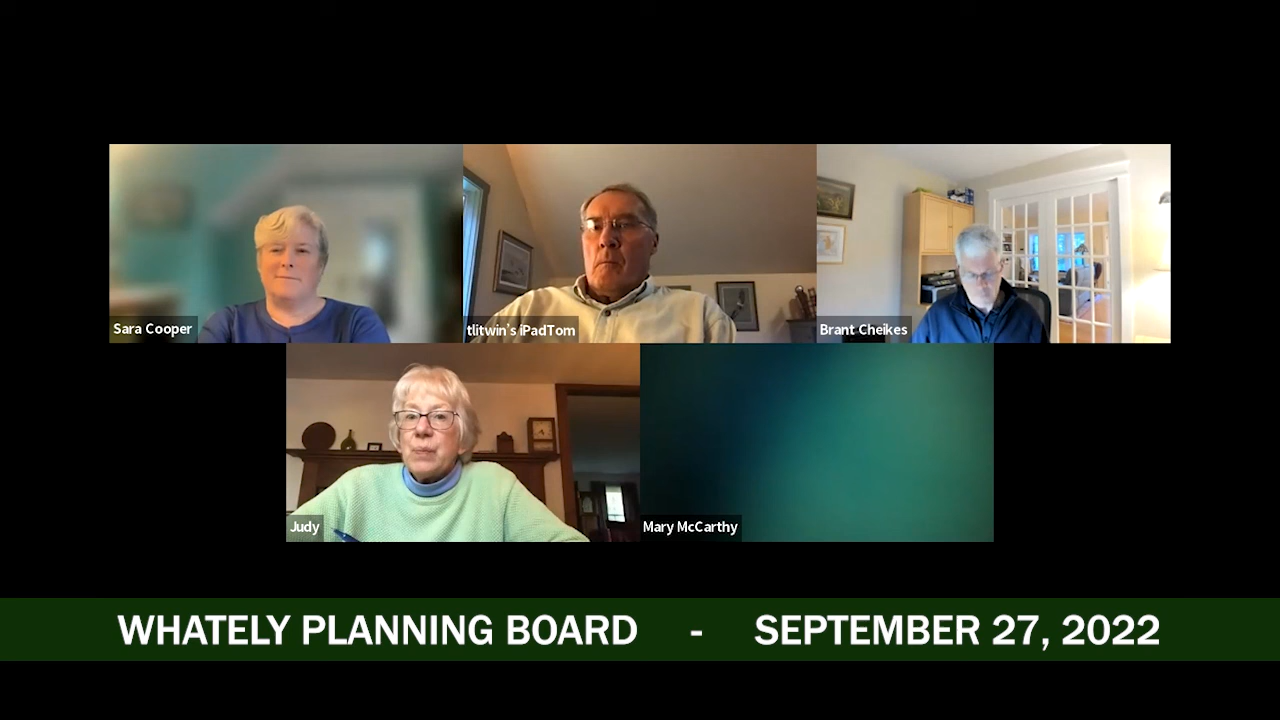 Sara Cooper
tlitwin's iPadTom
Brant Cheikes
Judy
Mary McCarthy
WHATELY PLANNING BOARD - SEPTEMBER 27, 2022